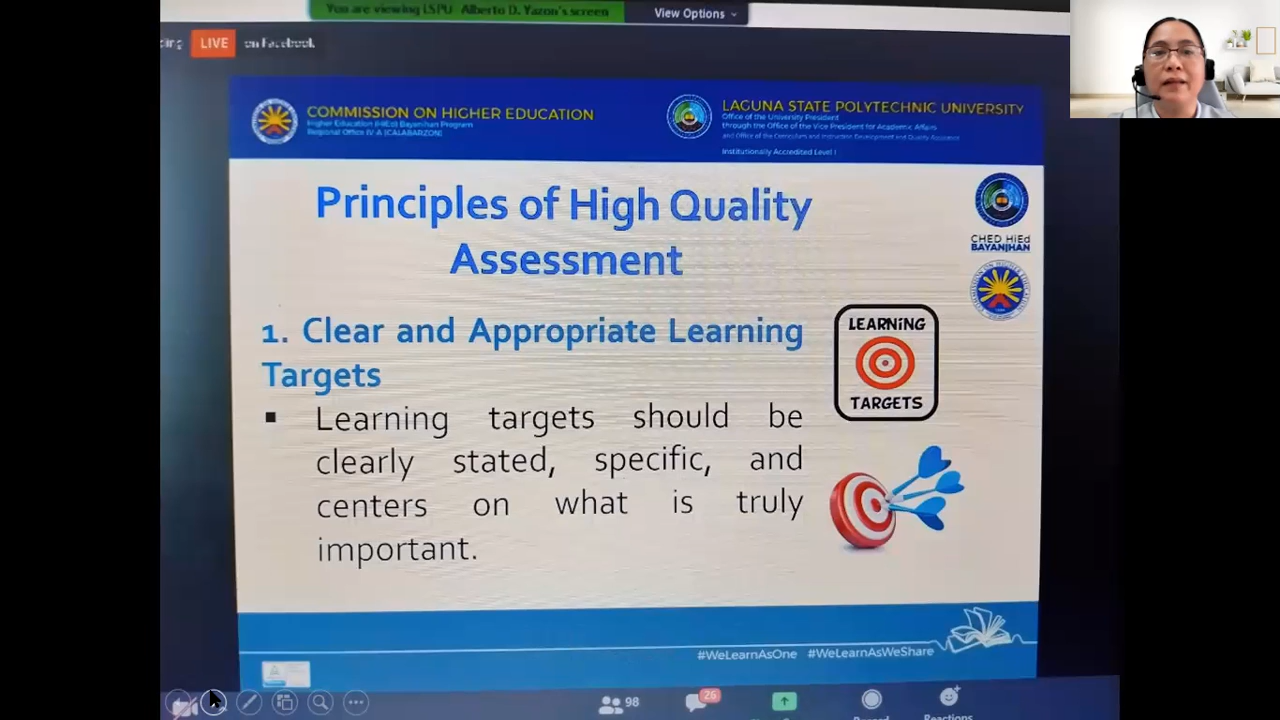 You are viewing LSPU - Alberto D. Yazon's screen
View Options
LIVE
on Facebook
COMMISSION ON HIGHER EDUCATION
Higher Education (HiEd) Bayanihan Program
Regional Office IV-A (CALABARZON)
LAGUNA STATE POLYTECHNIC UNIVERSITY
Office of the University President
through the Office of the Vice President for Academic Affairs
and Office of the Curriculum and Instruction Development and Quality Assurance
Institutionally Accredited Level I
Principles of High Quality
Assessment
CHED HiEd
BAYANIHAN
1. Clear and Appropriate Learning
Targets
LEARNING
TARGETS
▪ Learning targets should be
clearly stated, specific, and
centers on what is truly
important.
#WeLearnAsOne #WeLearnAsWeShare
98
26
Reactions